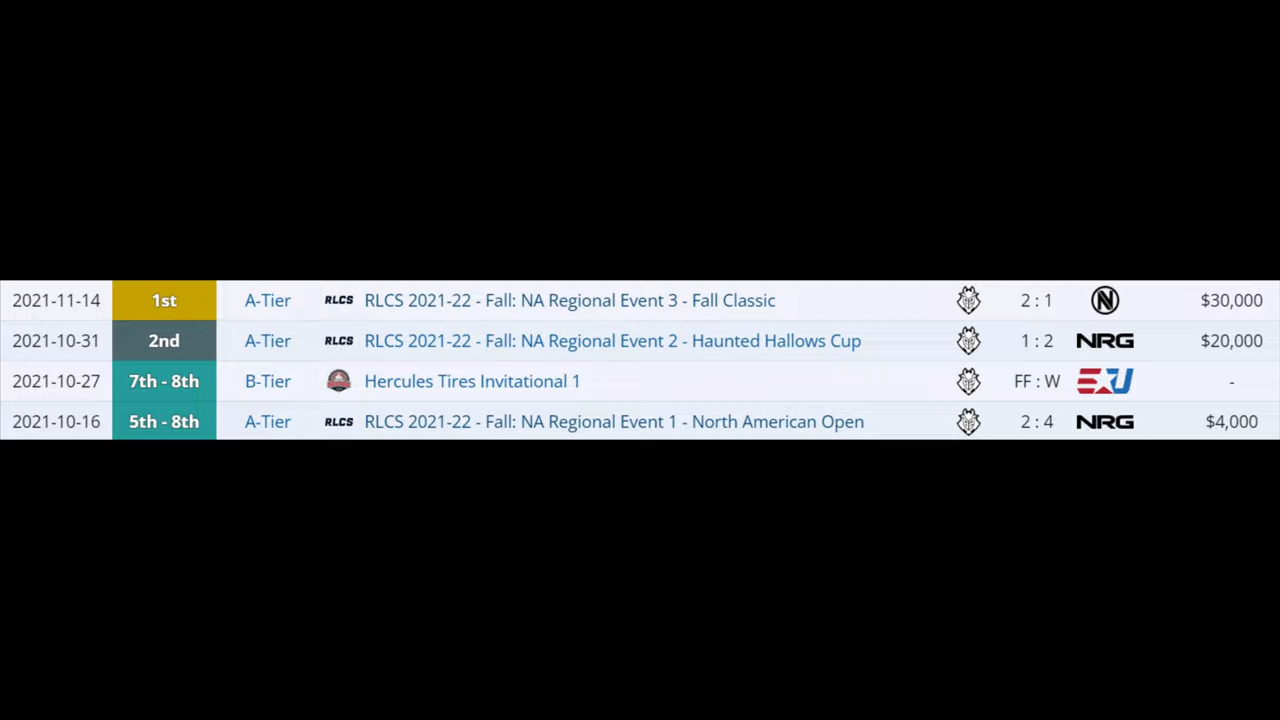 2021-11-14 1st A-Tier RLCS RLCS 2021-22 - Fall: NA Regional Event 3 - Fall Classic 2 : 1 N $30,000
2021-10-31 2nd A-Tier RLCS RLCS 2021-22 - Fall: NA Regional Event 2 - Haunted Hallows Cup 1 : 2 NRG $20,000
2021-10-27 7th - 8th B-Tier Hercules Tires Invitational 1 FF : W EXU -
2021-10-16 5th - 8th A-Tier RLCS RLCS 2021-22 - Fall: NA Regional Event 1 - North American Open 2 : 4 NRG $4,000